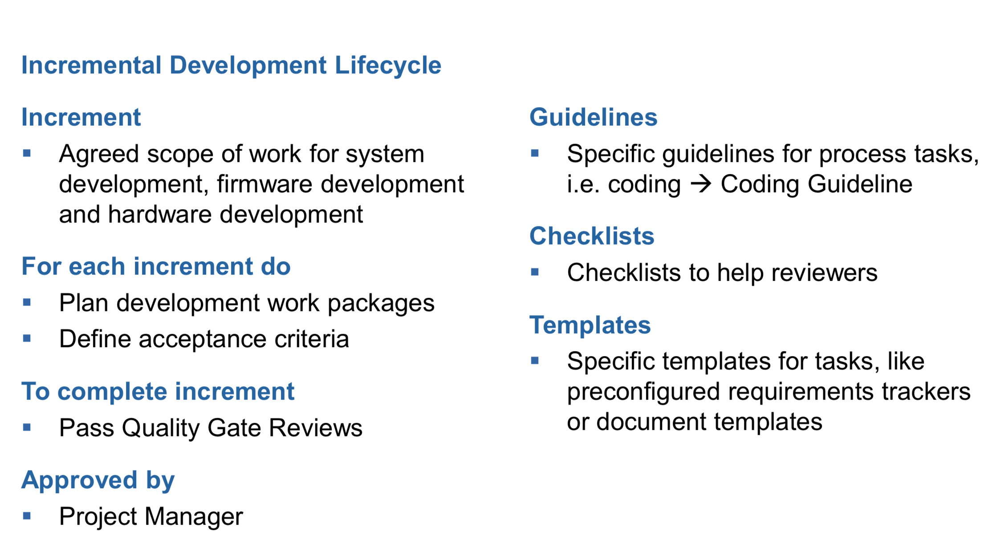 Incremental Development Lifecycle
Increment
▪ Agreed scope of work for system
development, firmware development
and hardware development
For each increment do
▪ Plan development work packages
▪ Define acceptance criteria
To complete increment
▪ Pass Quality Gate Reviews
Approved by
▪ Project Manager
Guidelines
▪ Specific guidelines for process tasks,
i.e. coding → Coding Guideline
Checklists
▪ Checklists to help reviewers
Templates
▪ Specific templates for tasks, like
preconfigured requirements trackers
or document templates